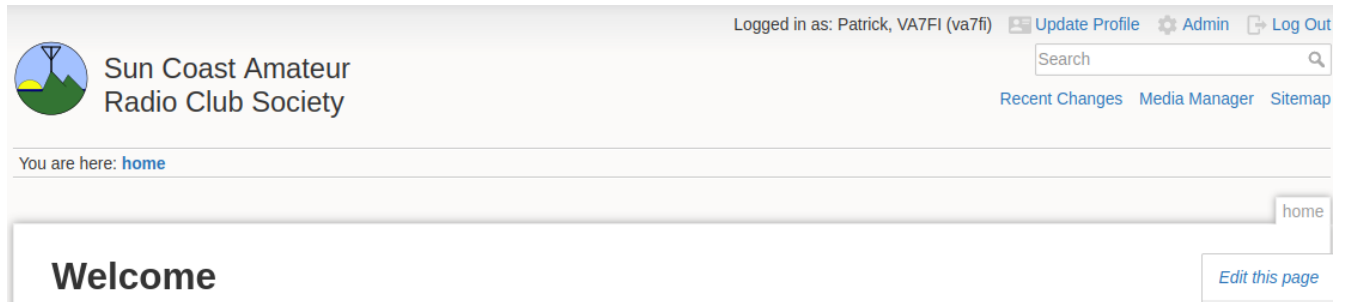 Logged in as: Patrick, VA7FI (va7fi) Update Profile Admin Log Out
Sun Coast Amateur
Radio Club Society
Search
Recent Changes Media Manager Sitemap
You are here: home
home
Welcome
Edit this page